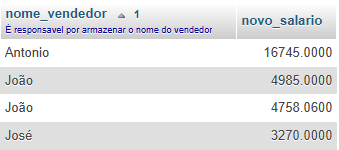 nome_vendedor 1 novo_salario
É responsavel por armazenar o nome do vendedor
Antonio 16745.0000
João 4985.0000
João 4758.0600
José 3270.0000